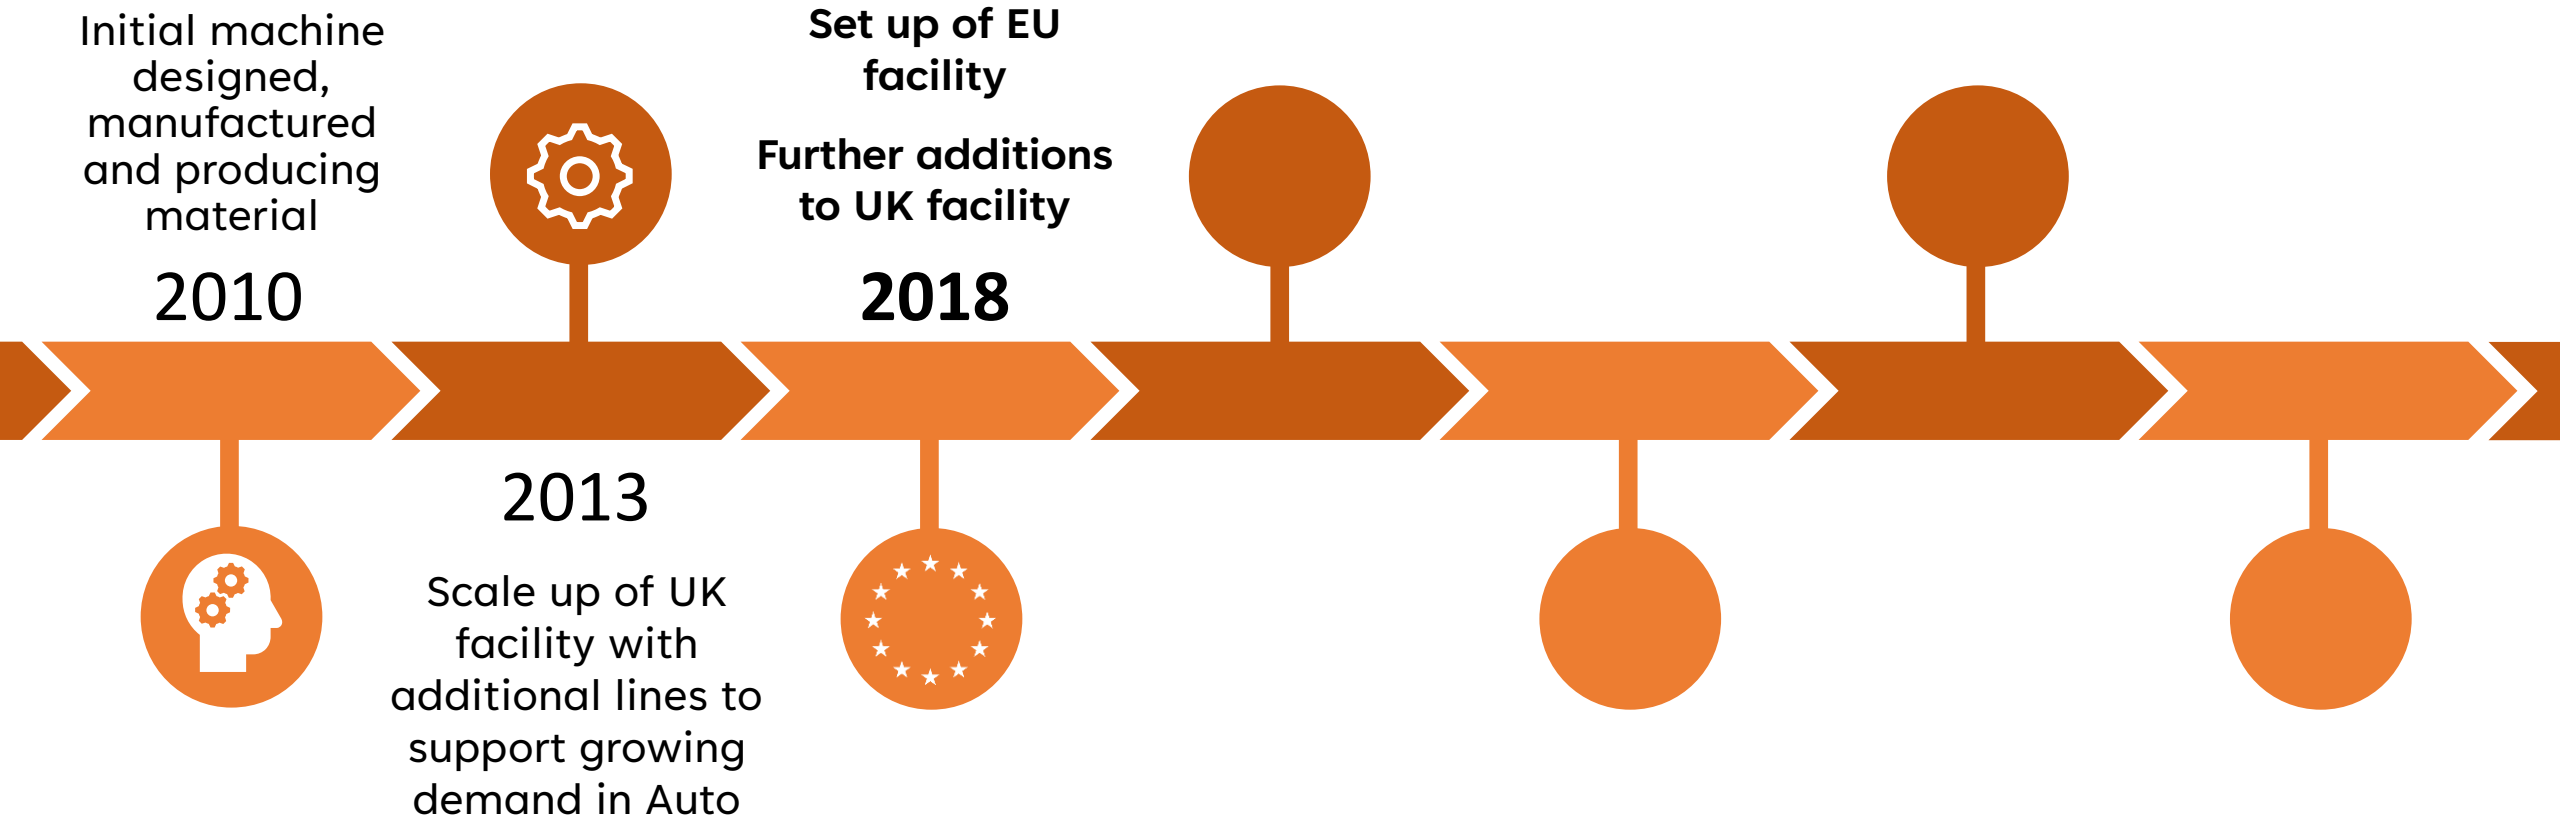 Initial machine
designed,
manufactured
and producing
material
2010
2013
Scale up of UK
facility with
additional lines to
support growing
demand in Auto
Set up of EU
facility
Further additions
to UK facility
2018